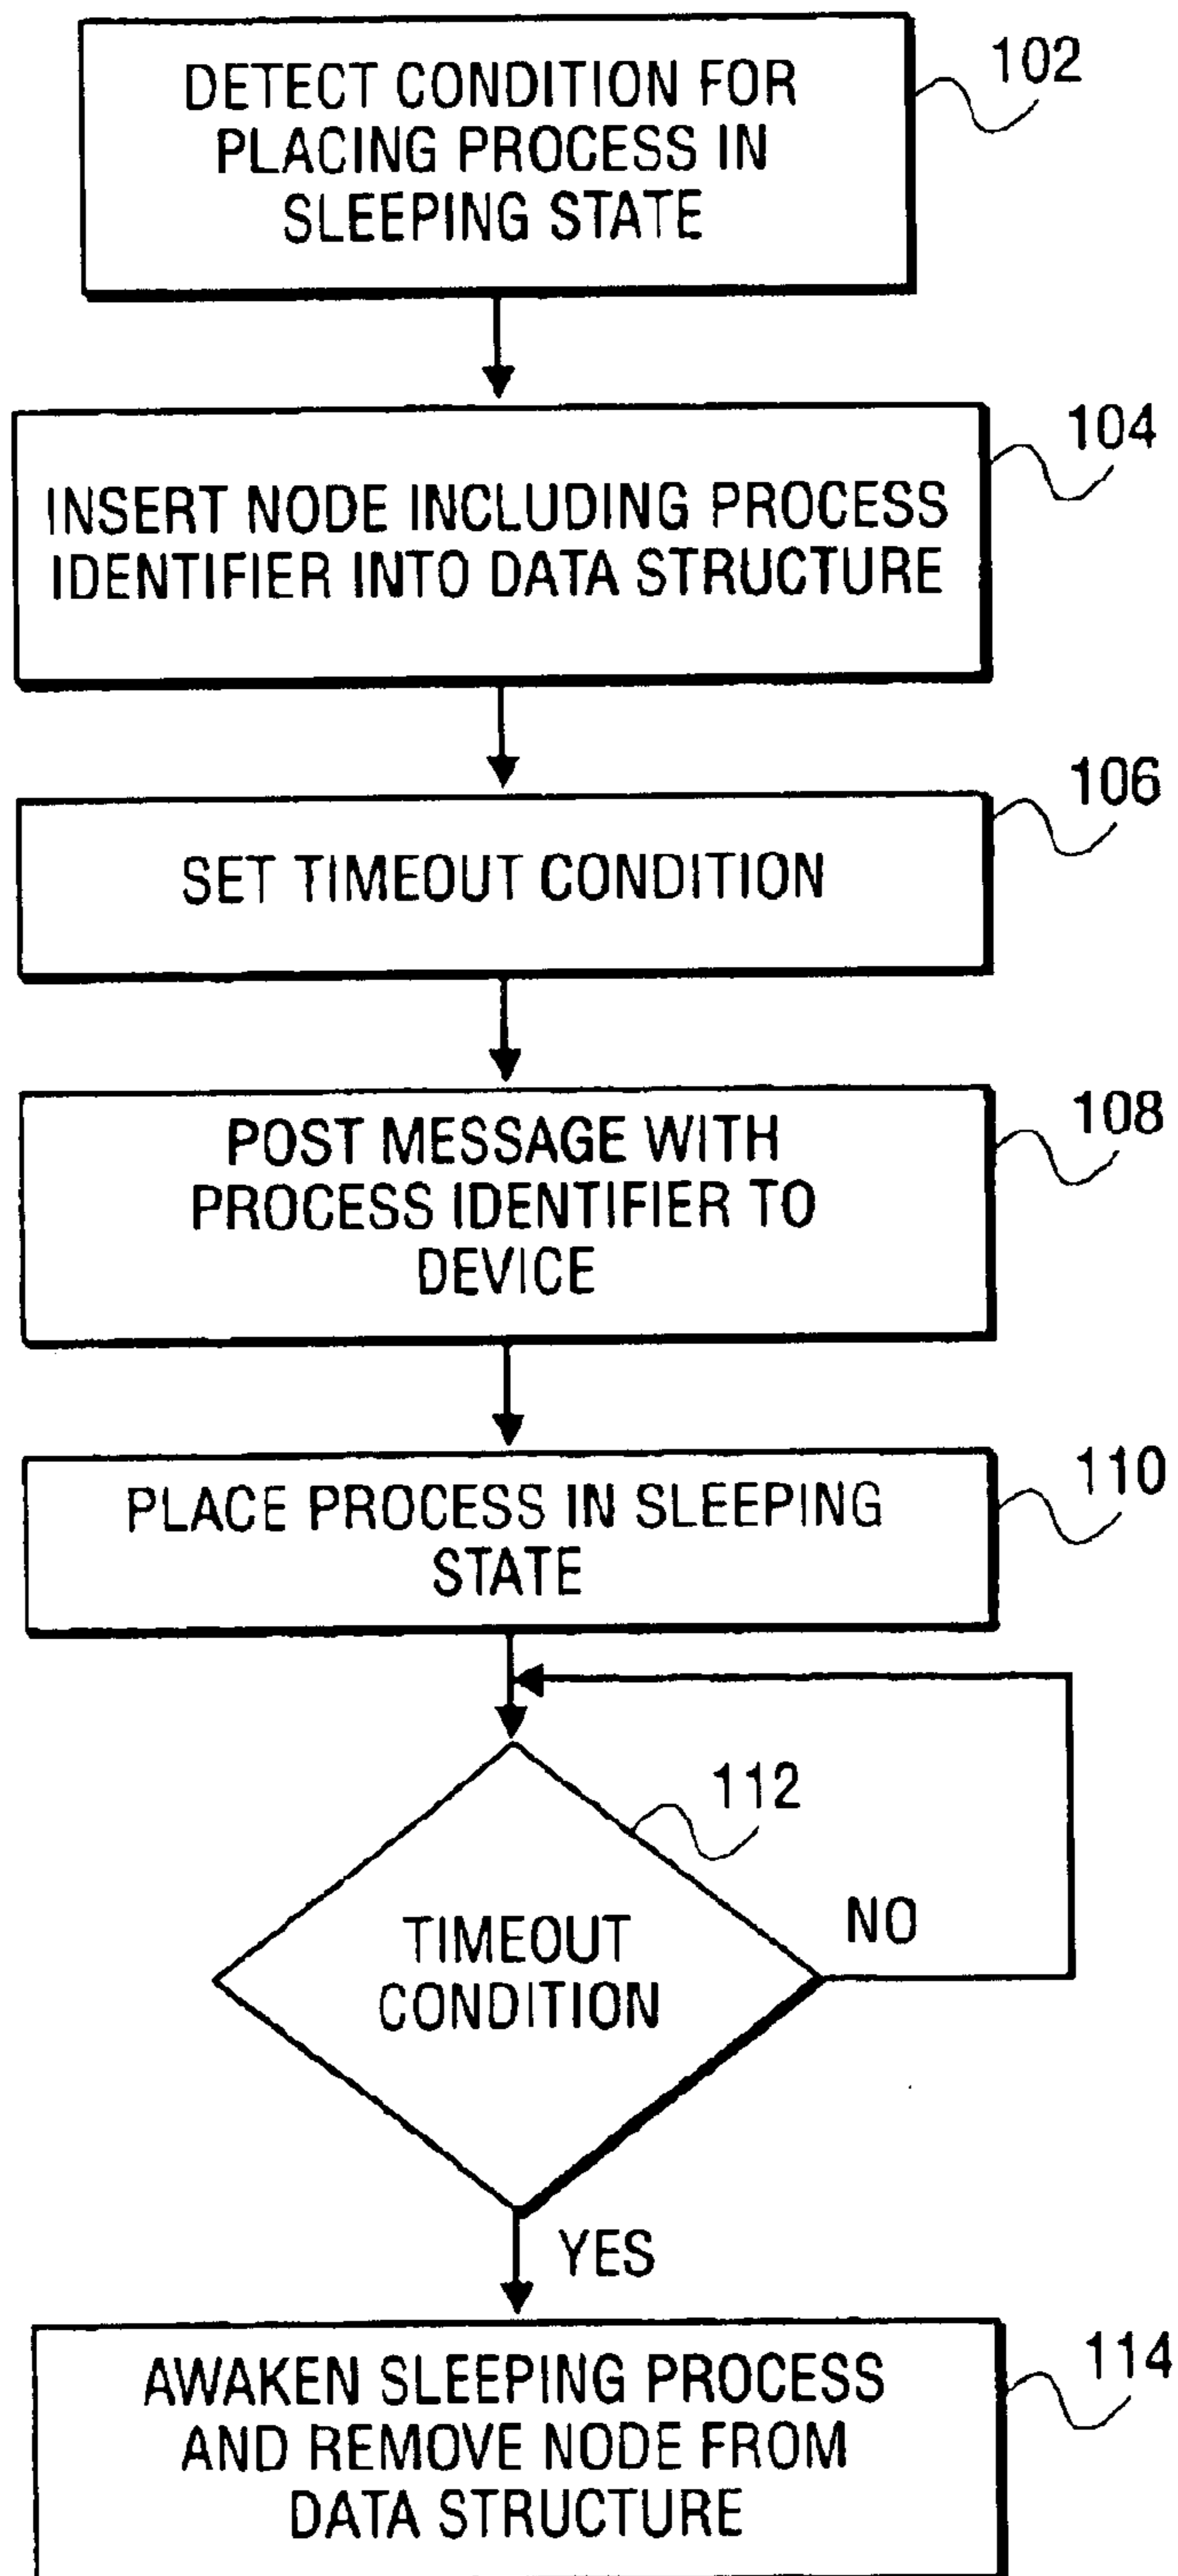 DETECT CONDITION FOR
PLACING PROCESS IN
SLEEPING STATE
102
INSERT NODE INCLUDING PROCESS
IDENTIFIER INTO DATA STRUCTURE
104
SET TIMEOUT CONDITION
106
POST MESSAGE WITH
PROCESS IDENTIFIER TO
DEVICE
108
PLACE PROCESS IN SLEEPING
STATE
110
TIMEOUT
CONDITION
112
NO
YES
AWAKEN SLEEPING PROCESS
AND REMOVE NODE FROM
DATA STRUCTURE
114